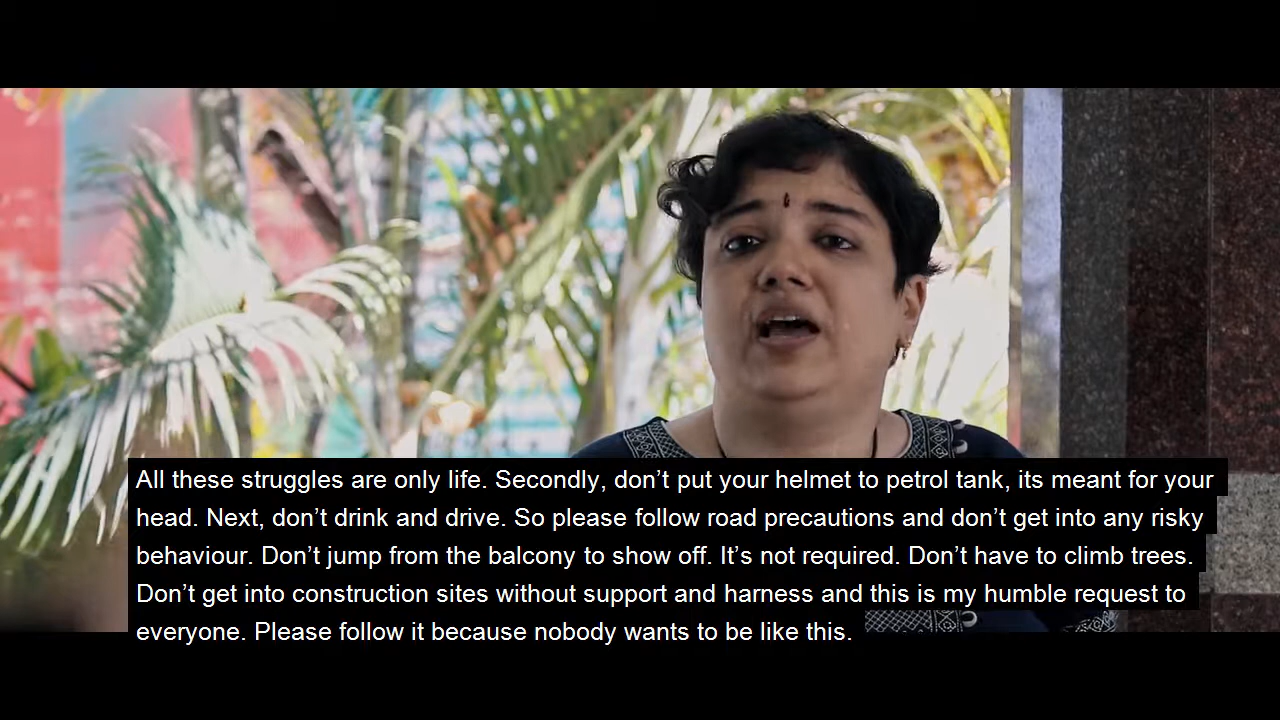 All these struggles are only life. Secondly, don’t put your helmet to petrol tank, its meant for your
head. Next, don’t drink and drive. So please follow road precautions and don’t get into any risky
behaviour. Don’t jump from the balcony to show off. It’s not required. Don’t have to climb trees.
Don’t get into construction sites without support and harness and this is my humble request to
everyone. Please follow it because nobody wants to be like this.